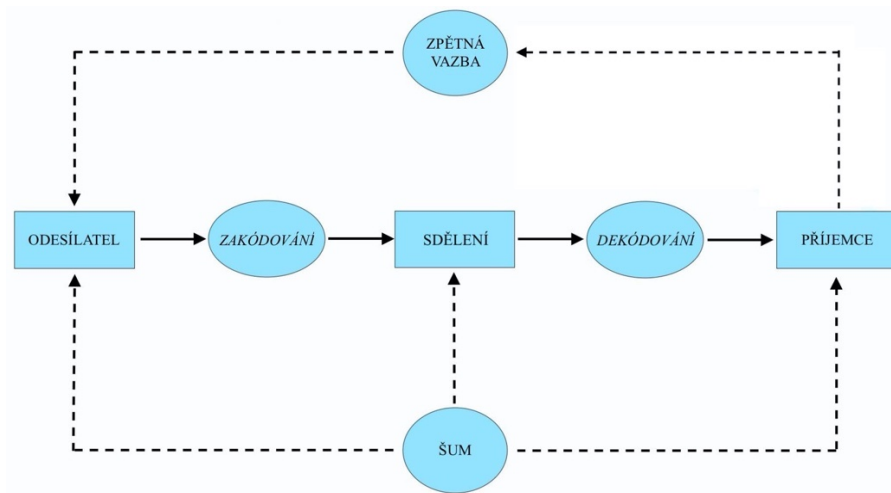 ZPĚTNÁ
VAZBA
ODESÍLATEL
ZAKÓDOVÁNÍ
SDĚLENÍ
DEKÓDOVÁNÍ
PŘÍJEMCE
ŠUM